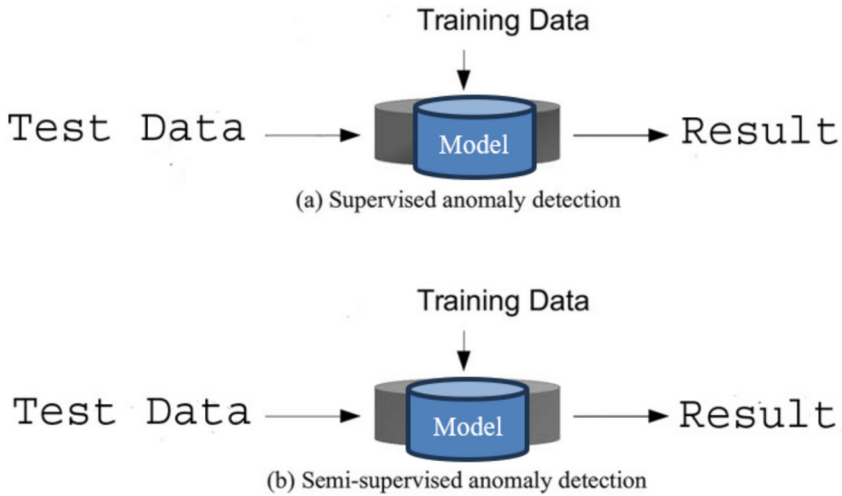 Training Data
Test Data
Model
Result
(a) Supervised anomaly detection
Training Data
Test Data
Model
Result
(b) Semi-supervised anomaly detection